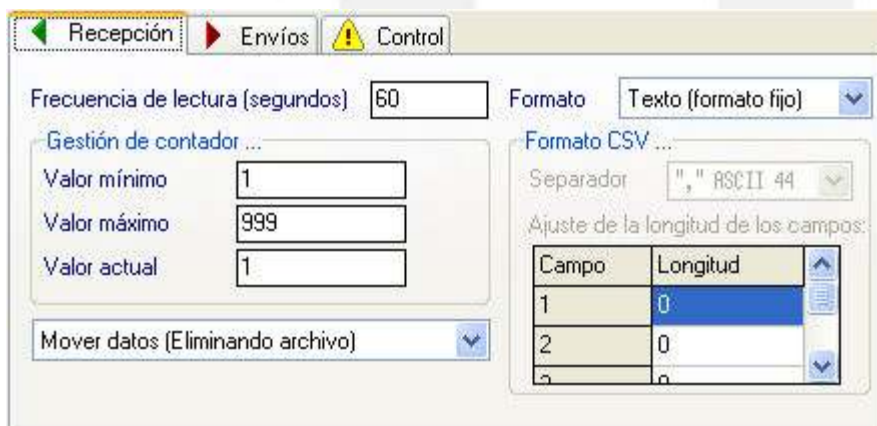 Recepción Envíos Control
Frecuencia de lectura (segundos) 60 Formato Texto (formato fijo)
Gestión de contador ...
Valor mínimo 1
Valor máximo 999
Valor actual 1
Mover datos (Eliminando archivo)
Formato CSV ...
Separador "," ASCII 44
Ajuste de la longitud de los campos:
Campo Longitud
1 0
2 0
3 0